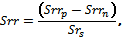 Srr = (Srr_p − Srr_n) / Sr_s,